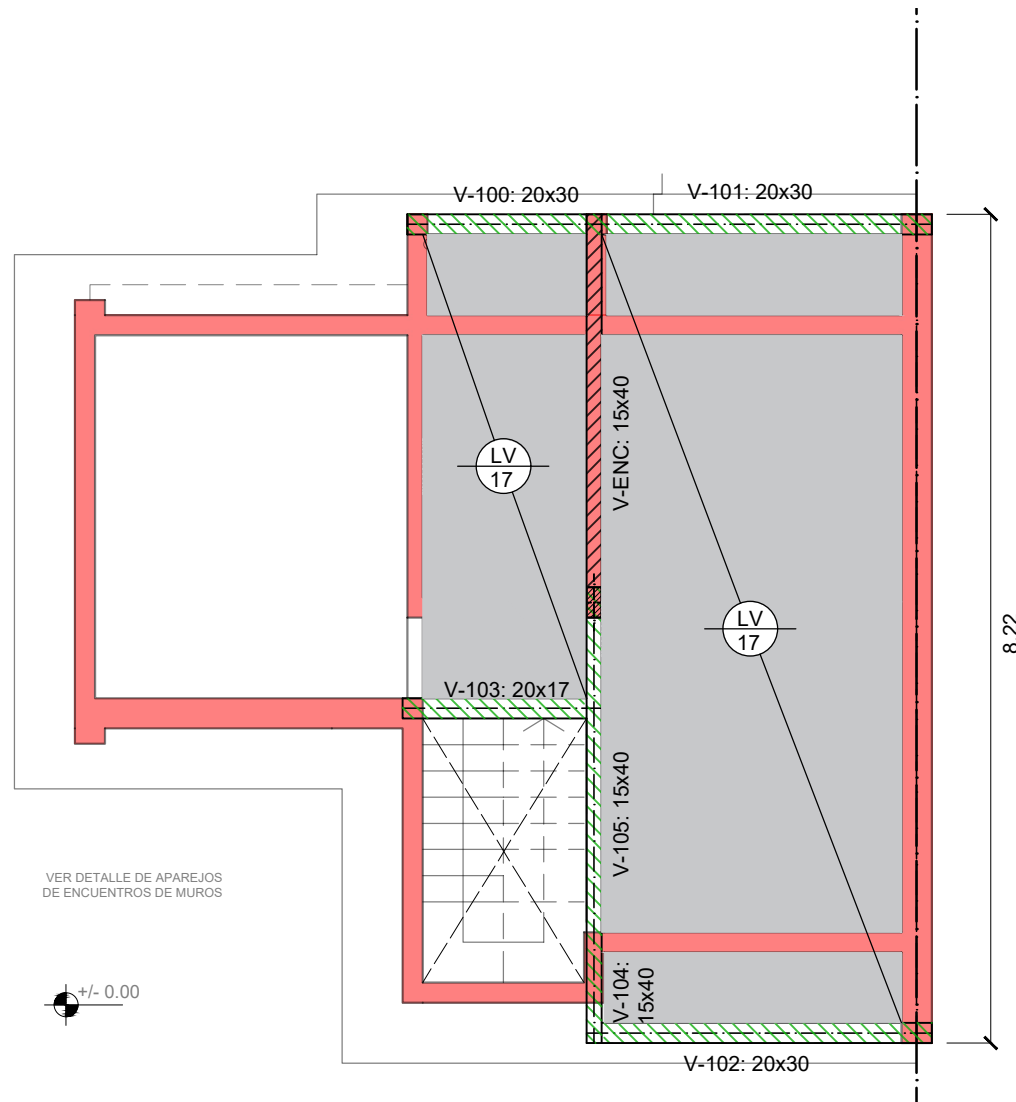 V-100: 20x30
V-101: 20x30
V-ENC: 15x40
LV
17
LV
17
8.22
V-103: 20x17
V-105: 15x40
VER DETALLE DE APAREJOS
DE ENCUENTROS DE MUROS
+/- 0.00
V-104:
15x40
V-102: 20x30